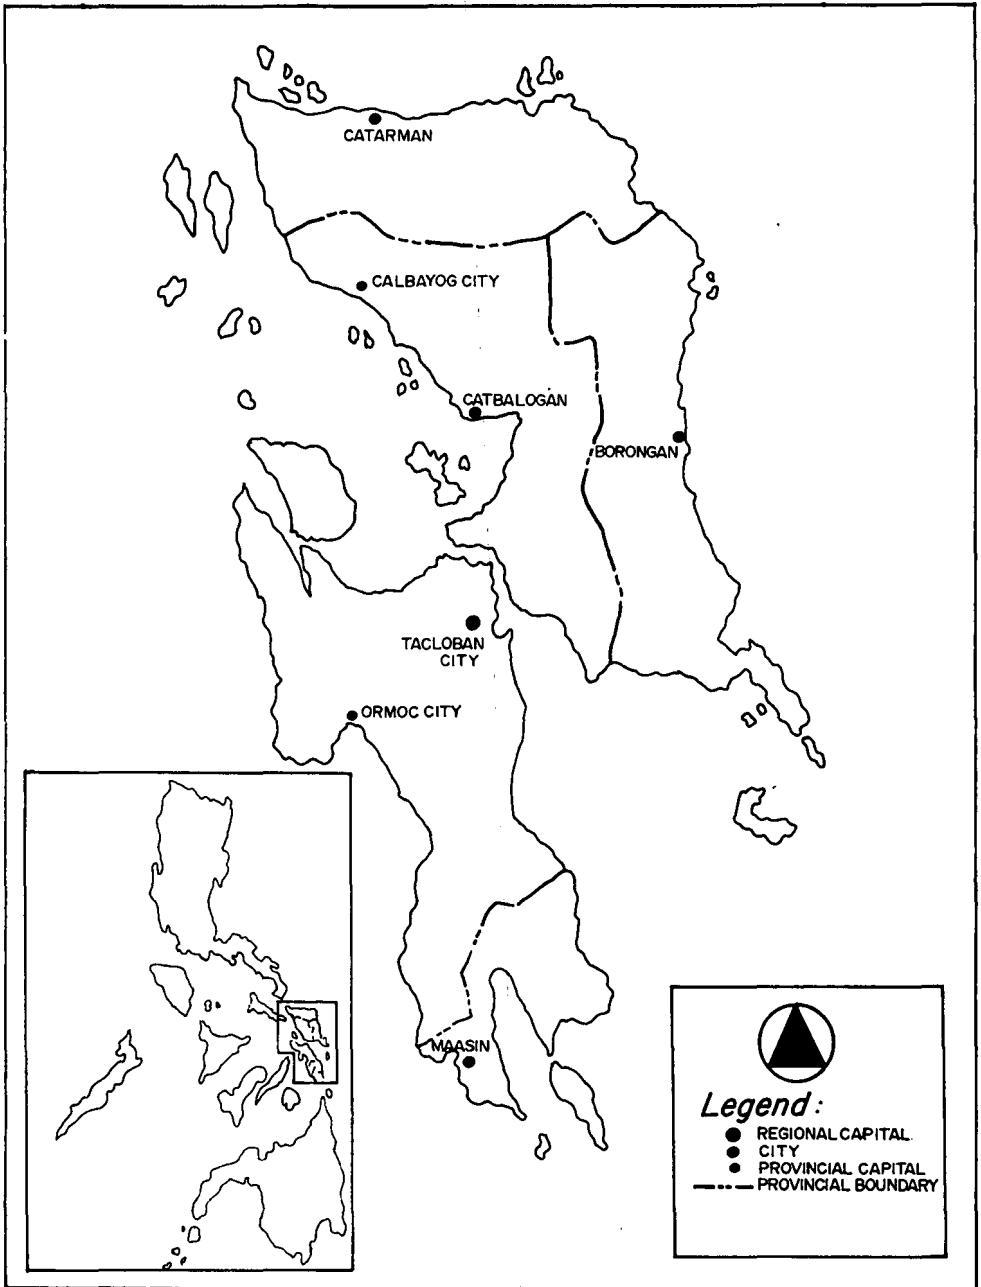 CATARMAN
CALBAYOG CITY
CATBALOGAN
BORONGAN
TACLOBAN
CITY
ORMOC CITY
MAASIN
Legend :
REGIONAL CAPITAL.
CITY
PROVINCIAL CAPITAL
PROVINCIAL BOUNDARY